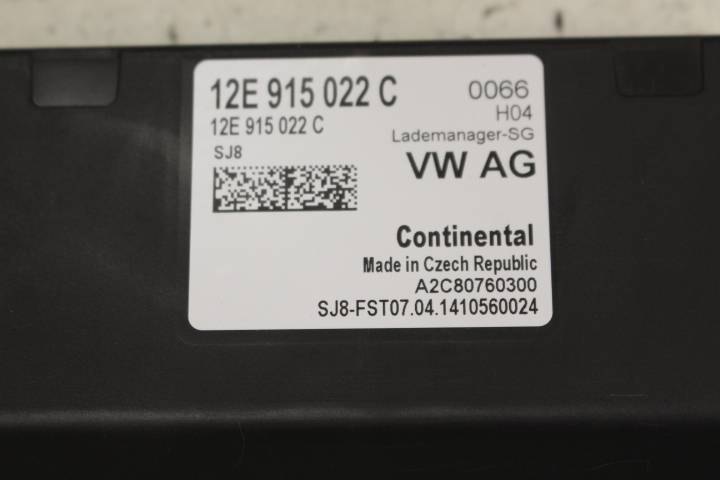 12E 915 022 C 0066
12E 915 022 C H04
Lademanager-SG
SJ8 VW AG
Continental
Made in Czech Republic
A2C80760300
SJ8-FST07.04.1410560024